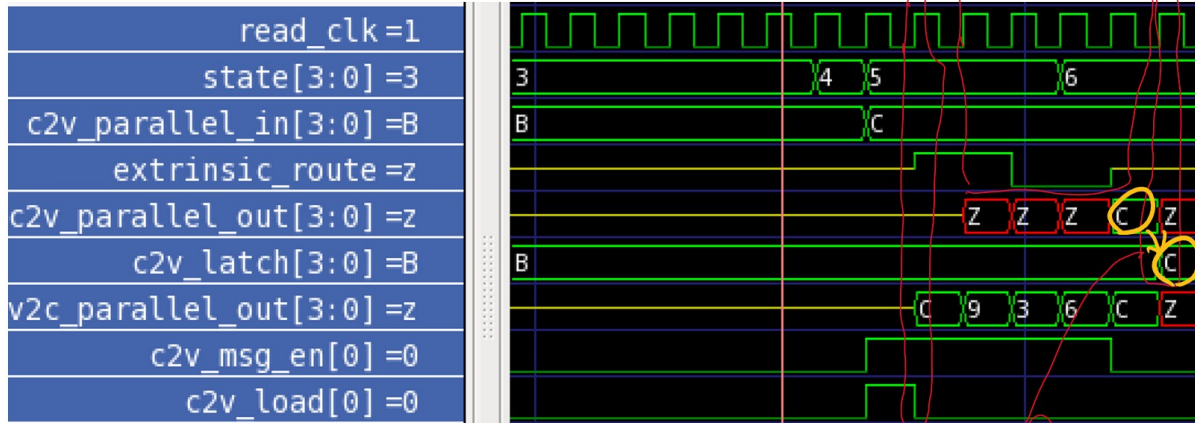 read_clk =1
state[3:0] =3 3 4 5 6
c2v_parallel_in[3:0] =B B C
extrinsic_route =z
c2v_parallel_out[3:0] =z Z Z Z C Z
c2v_latch[3:0] =B B C
v2c_parallel_out[3:0] =z C 9 3 6 C Z
c2v_msg_en[0] =0
c2v_load[0] =0